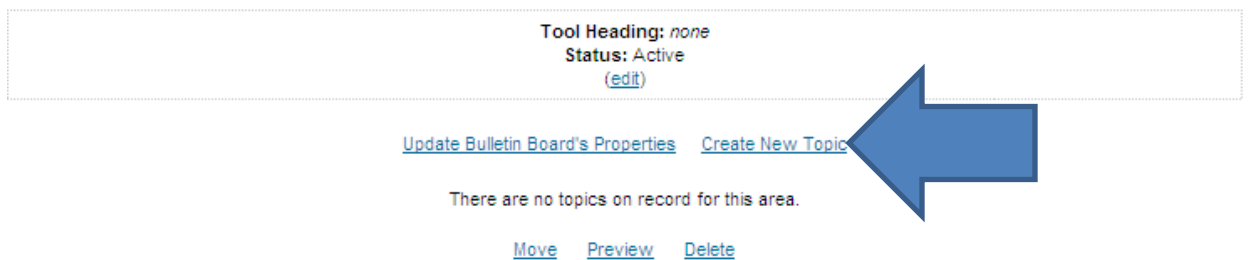 Tool Heading: none
Status: Active
(edit)
Update Bulletin Board's Properties Create New Topic
There are no topics on record for this area.
Move Preview Delete